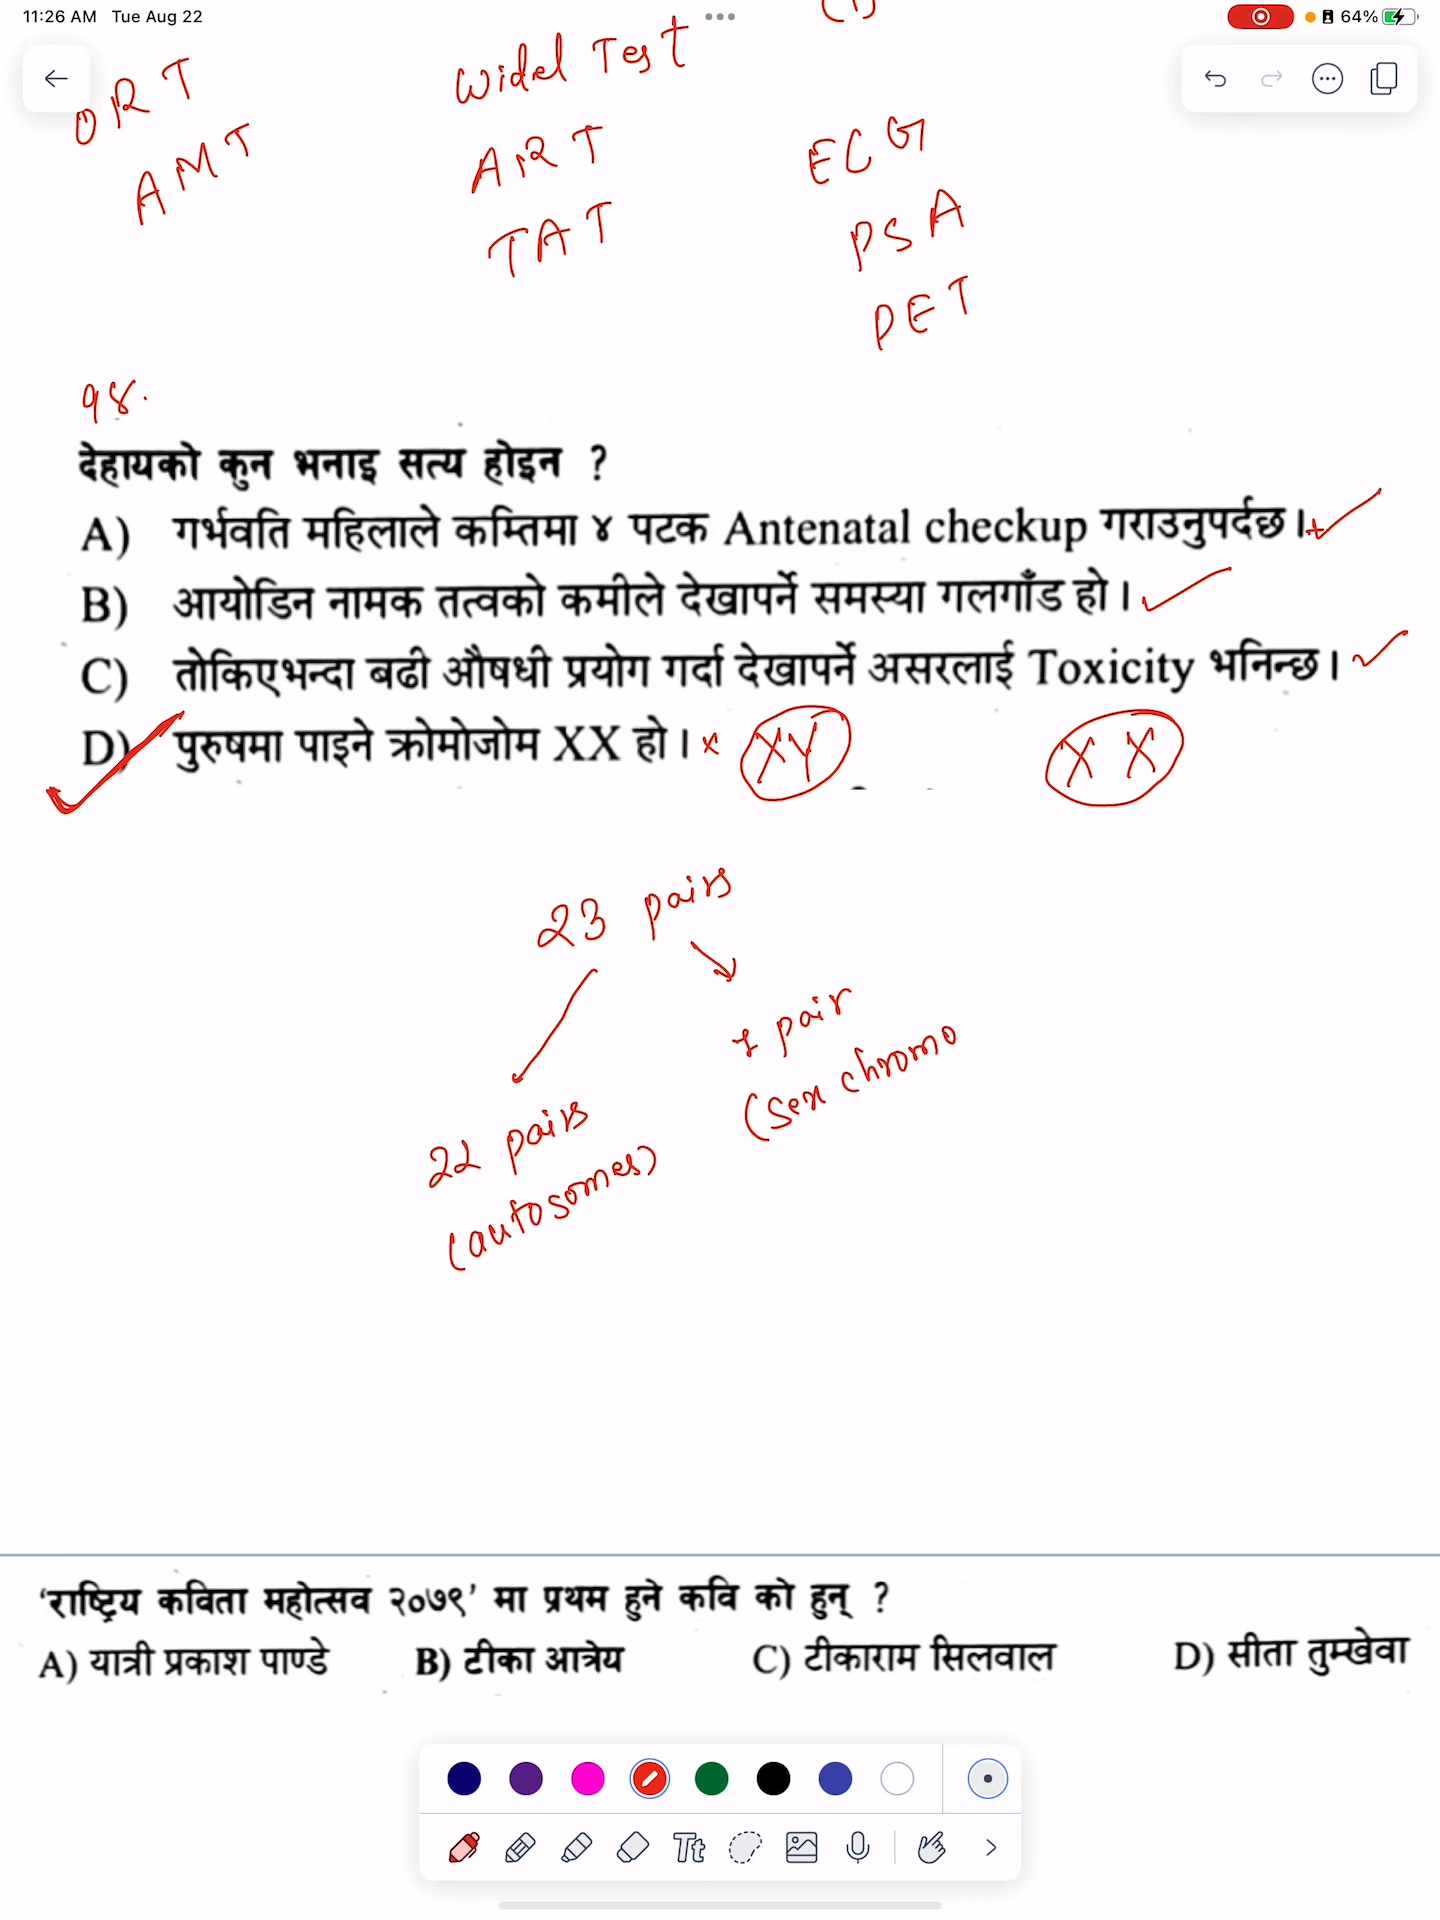 11:26 AM Tue Aug 22
64%
ORT
AMT
Widel Test
ART
TAT
ECG
PSA
PET
98.
देहायको कुन भनाइ सत्य होइन ?
A) गर्भवति महिलाले कम्तिमा ४ पटक Antenatal checkup गराउनुपर्दछ।
B) आयोडिन नामक तत्वको कमीले देखापर्ने समस्या गलगाँड हो।
C) तोकिएभन्दा बढी औषधी प्रयोग गर्दा देखापर्ने असरलाई Toxicity भनिन्छ।
D) पुरुषमा पाइने क्रोमोजोम XX हो। x XY XX
23 pairs
1 pair
(Sex chromo
22 pairs
(autosomes)
‘राष्ट्रिय कविता महोत्सव २०७९’ मा प्रथम हुने कवि को हुन् ?
A) यात्री प्रकाश पाण्डे B) टीका आत्रेय C) टीकाराम सिलवाल D) सीता तुम्खेवा
Tt